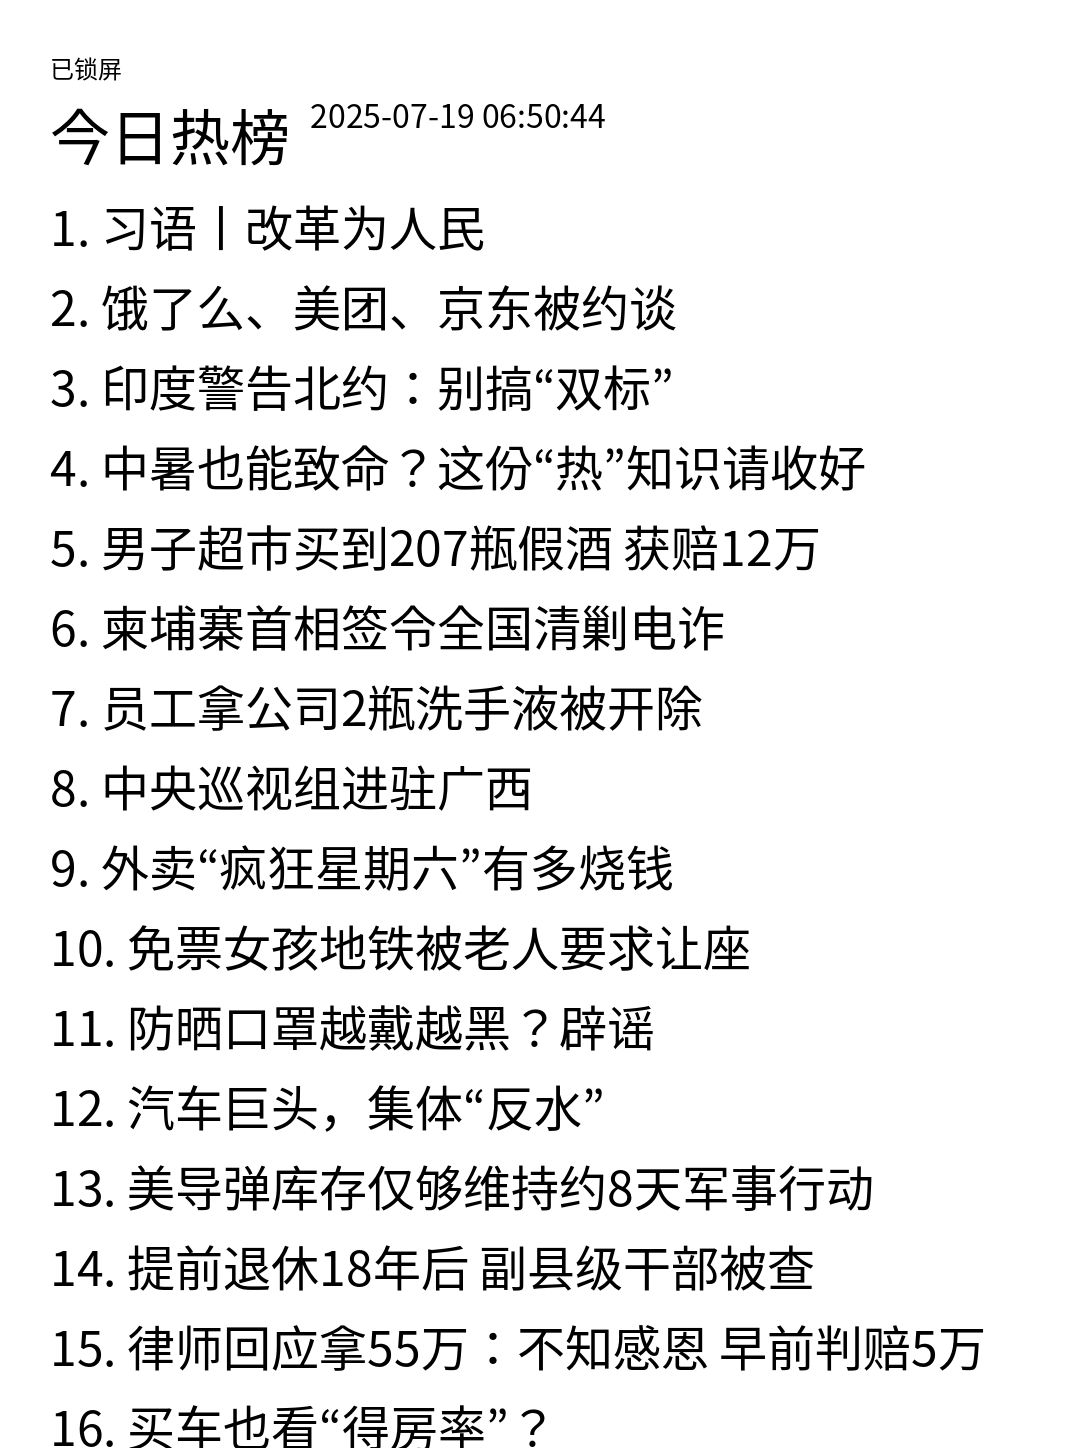 已锁屏
今日热榜 2025-07-19 06:50:44
1. 习语丨改革为人民
2. 饿了么、美团、京东被约谈
3. 印度警告北约：别搞“双标”
4. 中暑也能致命？这份“热”知识请收好
5. 男子超市买到207瓶假酒 获赔12万
6. 柬埔寨首相签令全国清剿电诈
7. 员工拿公司2瓶洗手液被开除
8. 中央巡视组进驻广西
9. 外卖“疯狂星期六”有多烧钱
10. 免票女孩地铁被老人要求让座
11. 防晒口罩越戴越黑？辟谣
12. 汽车巨头，集体“反水”
13. 美导弹库存仅够维持约8天军事行动
14. 提前退休18年后 副县级干部被查
15. 律师回应拿55万：不知感恩 早前判赔5万
16. 买车也看“得房率”？